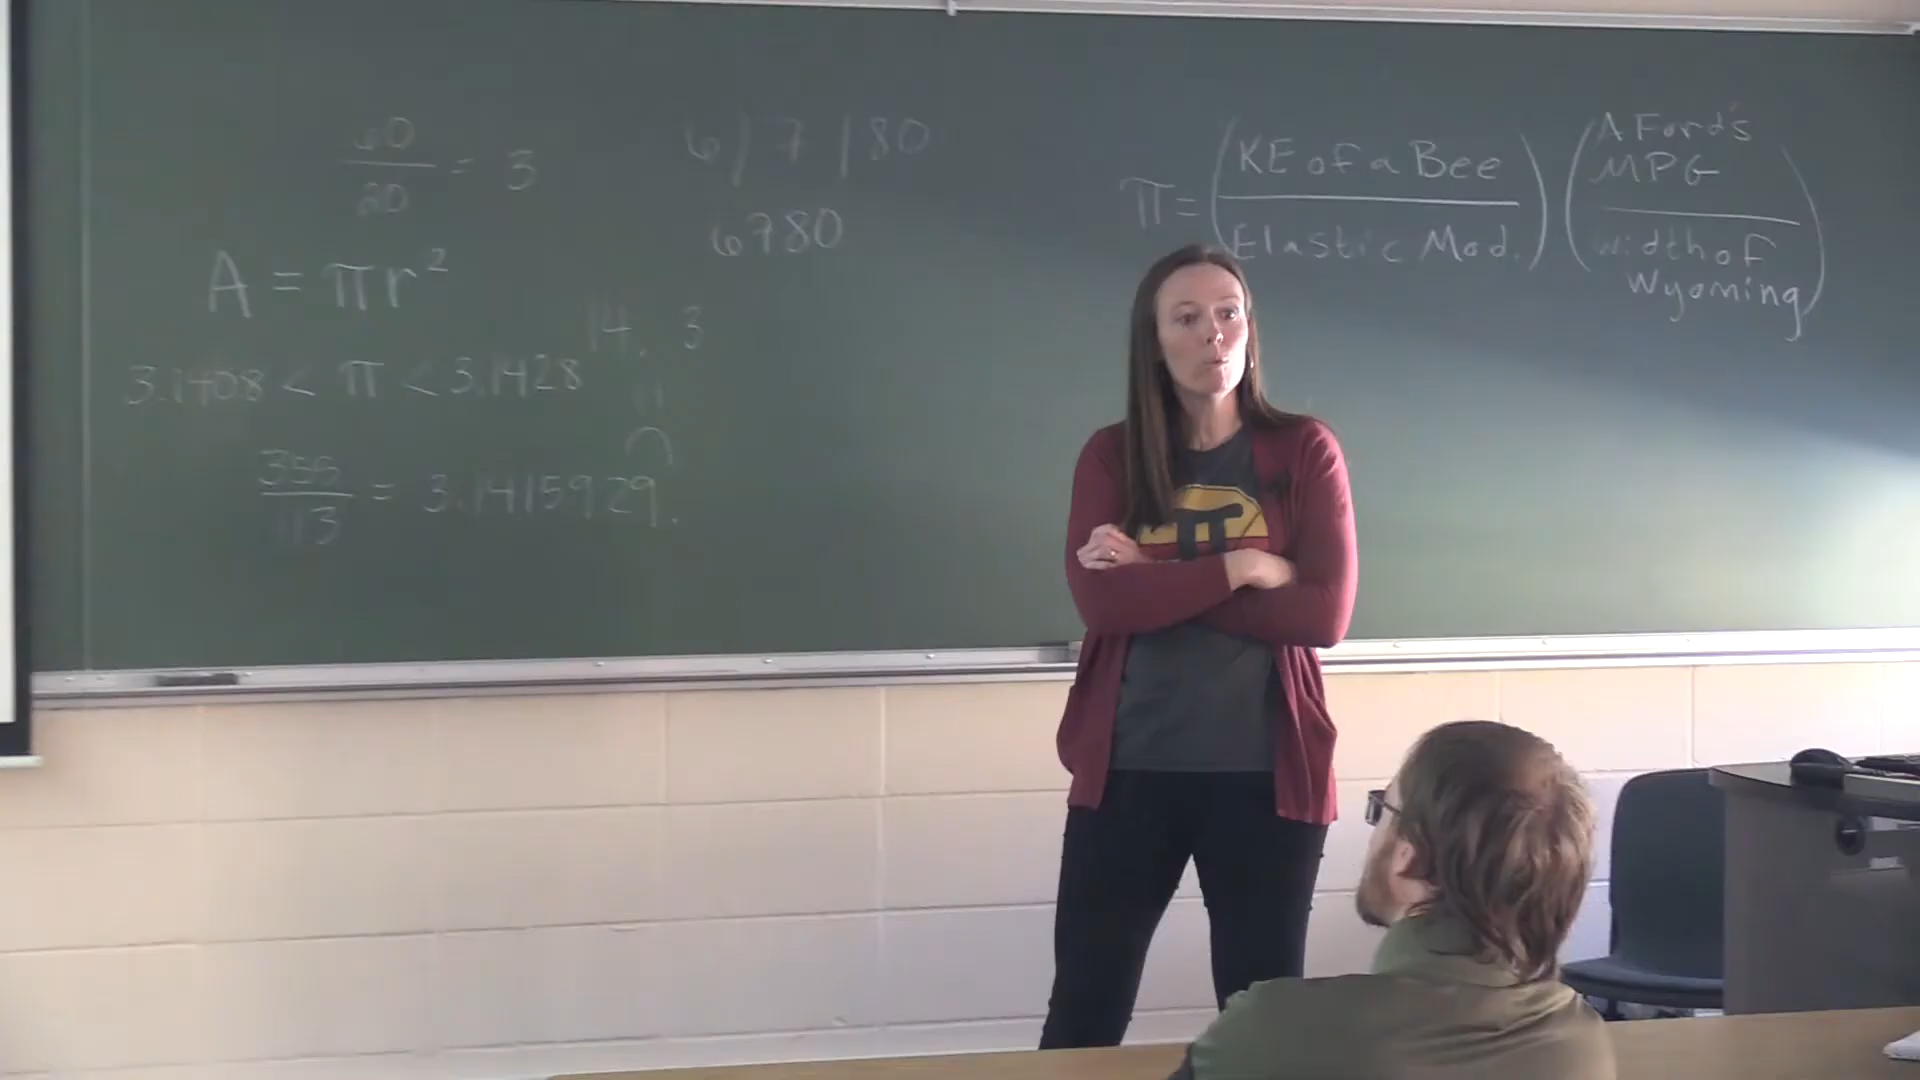 60
20
= 3
A = πr²
3.1408 < π < 3.1428
355
113
= 3.1415929.
14. 3
6/7/80
6780
π = (KE of a Bee
Elastic Mod.)
(A Ford's
MPG
width of
Wyoming)
π